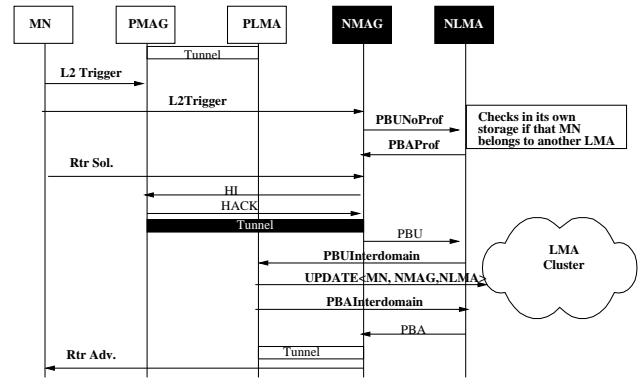 MN
PMAG
PLMA
NMAG
NLMA
Tunnel
L2 Trigger
L2Trigger
PBUNoProf
Checks in its own
storage if that MN
belongs to another LMA
PBAProf
Rtr Sol.
HI
HACK
Tunnel
PBU
LMA
Cluster
PBUInterdomain
UPDATE<MN, NMAG,NLMA>
PBAInterdomain
PBA
Tunnel
Rtr Adv.